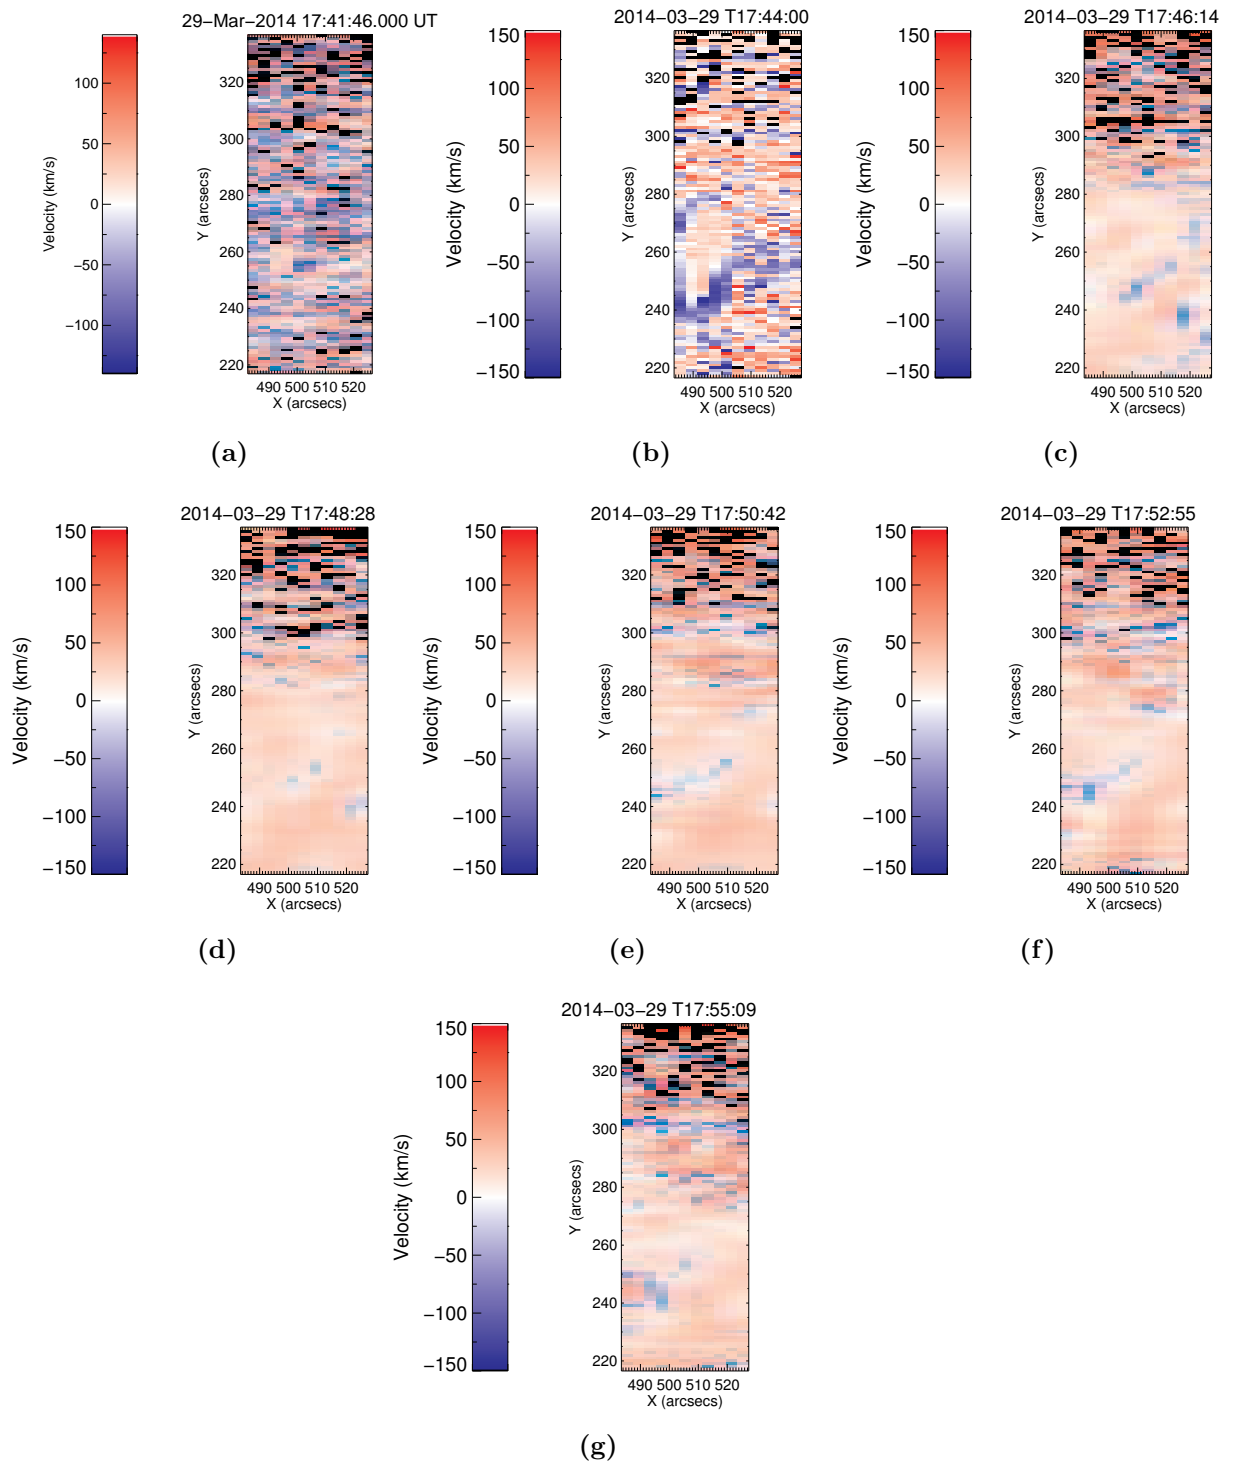 29-Mar-2014 17:41:46.000 UT
100
50
0
-50
-100
Velocity (km/s)
320
300
280
260
240
220
Y (arcsecs)
490 500 510 520
X (arcsecs)
(a)
2014-03-29 T17:44:00
150
100
50
0
-50
-100
-150
Velocity (km/s)
320
300
280
260
240
220
Y (arcsecs)
490 500 510 520
X (arcsecs)
(b)
2014-03-29 T17:46:14
150
100
50
0
-50
-100
-150
Velocity (km/s)
320
300
280
260
240
220
Y (arcsecs)
490 500 510 520
X (arcsecs)
(c)
2014-03-29 T17:48:28
150
100
50
0
-50
-100
-150
Velocity (km/s)
320
300
280
260
240
220
Y (arcsecs)
490 500 510 520
X (arcsecs)
(d)
2014-03-29 T17:50:42
150
100
50
0
-50
-100
-150
Velocity (km/s)
320
300
280
260
240
220
Y (arcsecs)
490 500 510 520
X (arcsecs)
(e)
2014-03-29 T17:52:55
150
100
50
0
-50
-100
-150
Velocity (km/s)
320
300
280
260
240
220
Y (arcsecs)
490 500 510 520
X (arcsecs)
(f)
2014-03-29 T17:55:09
150
100
50
0
-50
-100
-150
Velocity (km/s)
320
300
280
260
240
220
Y (arcsecs)
490 500 510 520
X (arcsecs)
(g)